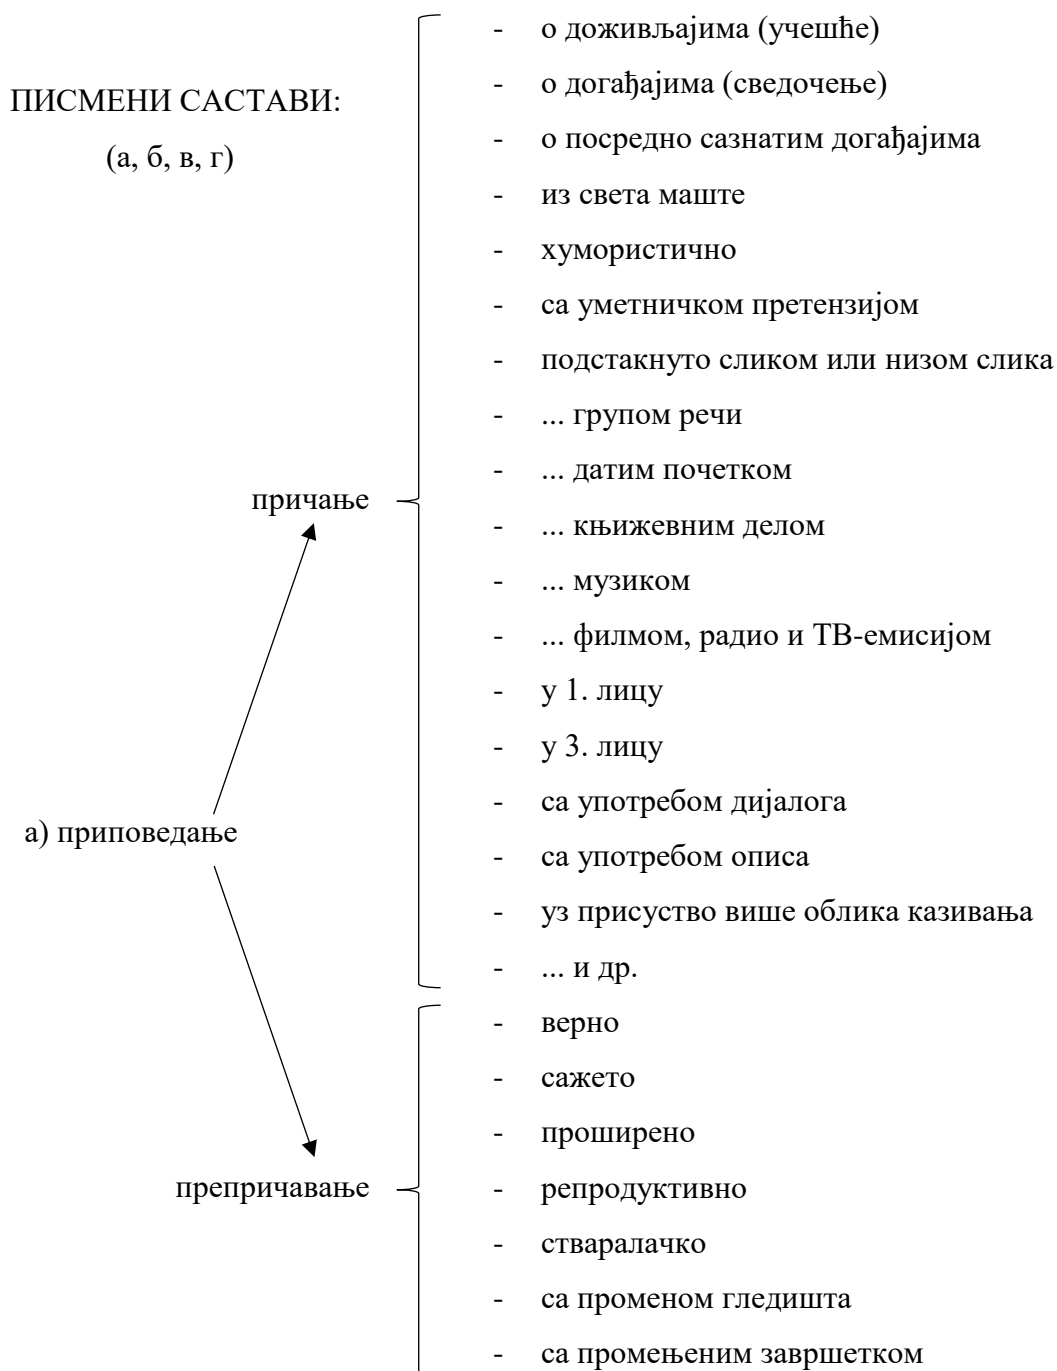 ПИСМЕНИ САСТАВИ:
(а, б, в, г)
а) приповедање
причање
- о доживљајима (учешће)
- о догађајима (сведочење)
- о посредно сазнатим догађајима
- из света маште
- хумористично
- са уметничком претензијом
- подстакнуто сликом или низом слика
- ... групом речи
- ... датим почетком
- ... књижевним делом
- ... музиком
- ... филмом, радио и ТВ-емисијом
- у 1. лицу
- у 3. лицу
- са употребом дијалога
- са употребом описа
- уз присуство више облика казивања
- ... и др.
препричавање
- верно
- сажето
- проширено
- репродуктивно
- стваралачко
- са променом гледишта
- са промењеним завршетком